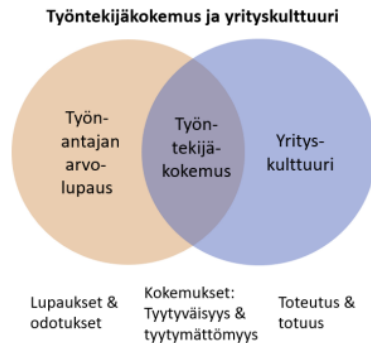 Työntekijäkokemus ja yrityskulttuuri
Työn-
antajan
arvo-
lupaus
Työn-
tekijä-
kokemus
Yritys-
kulttuuri
Lupaukset &
odotukset
Kokemukset:
Tyytyväisyys &
tyytymättömyys
Toteutus &
totuus